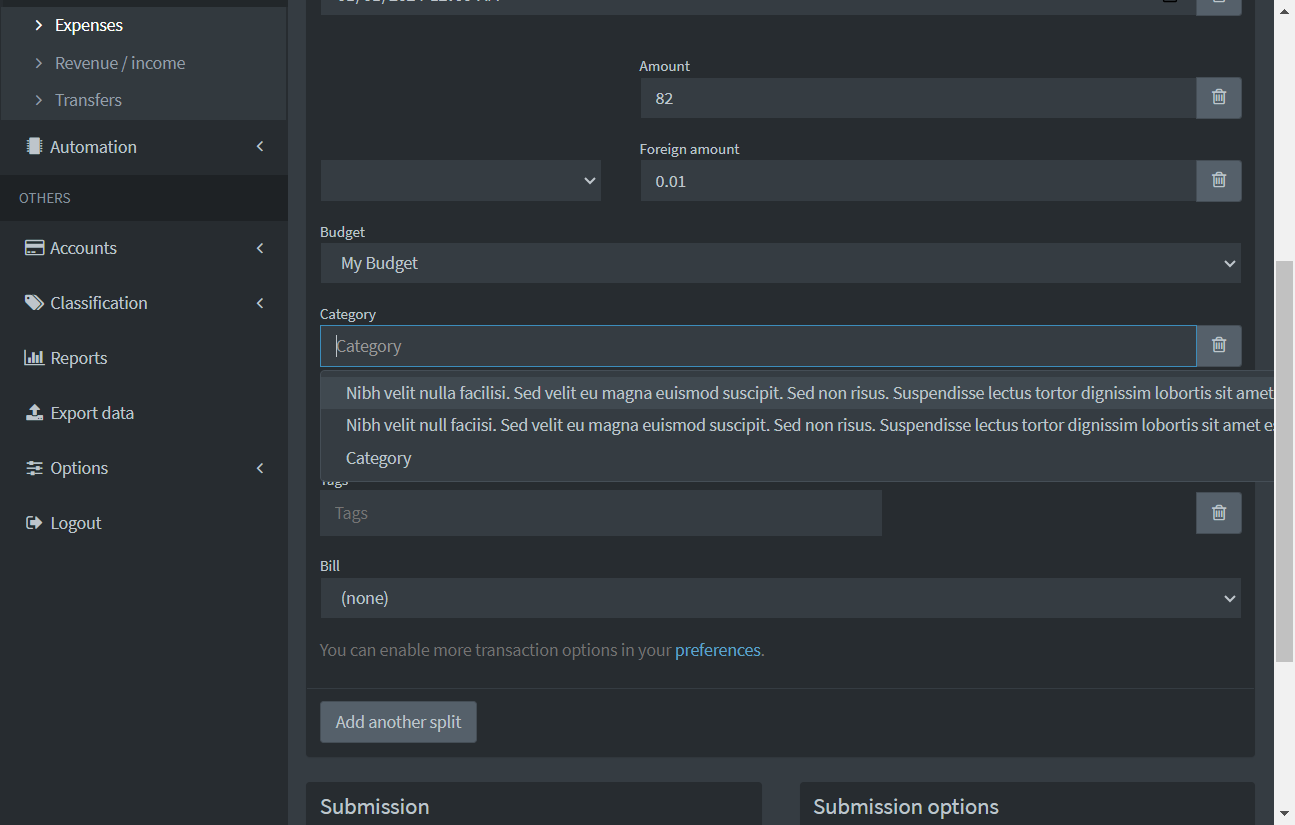 Expenses
Revenue / income
Transfers
Automation
OTHERS
Accounts
Classification
Reports
Export data
Options
Logout
Amount
82
Foreign amount
0.01
Budget
My Budget
Category
Category
Nibh velit nulla facilisi. Sed velit eu magna euismod suscipit. Sed non risus. Suspendisse lectus tortor dignissim lobortis sit amet
Nibh velit null faciisi. Sed velit eu magna euismod suscipit. Sed non risus. Suspendisse lectus tortor dignissim lobortis sit amet
Category
Tags
Tags
Bill
(none)
You can enable more transaction options in your preferences.
Add another split
Submission
Submission options